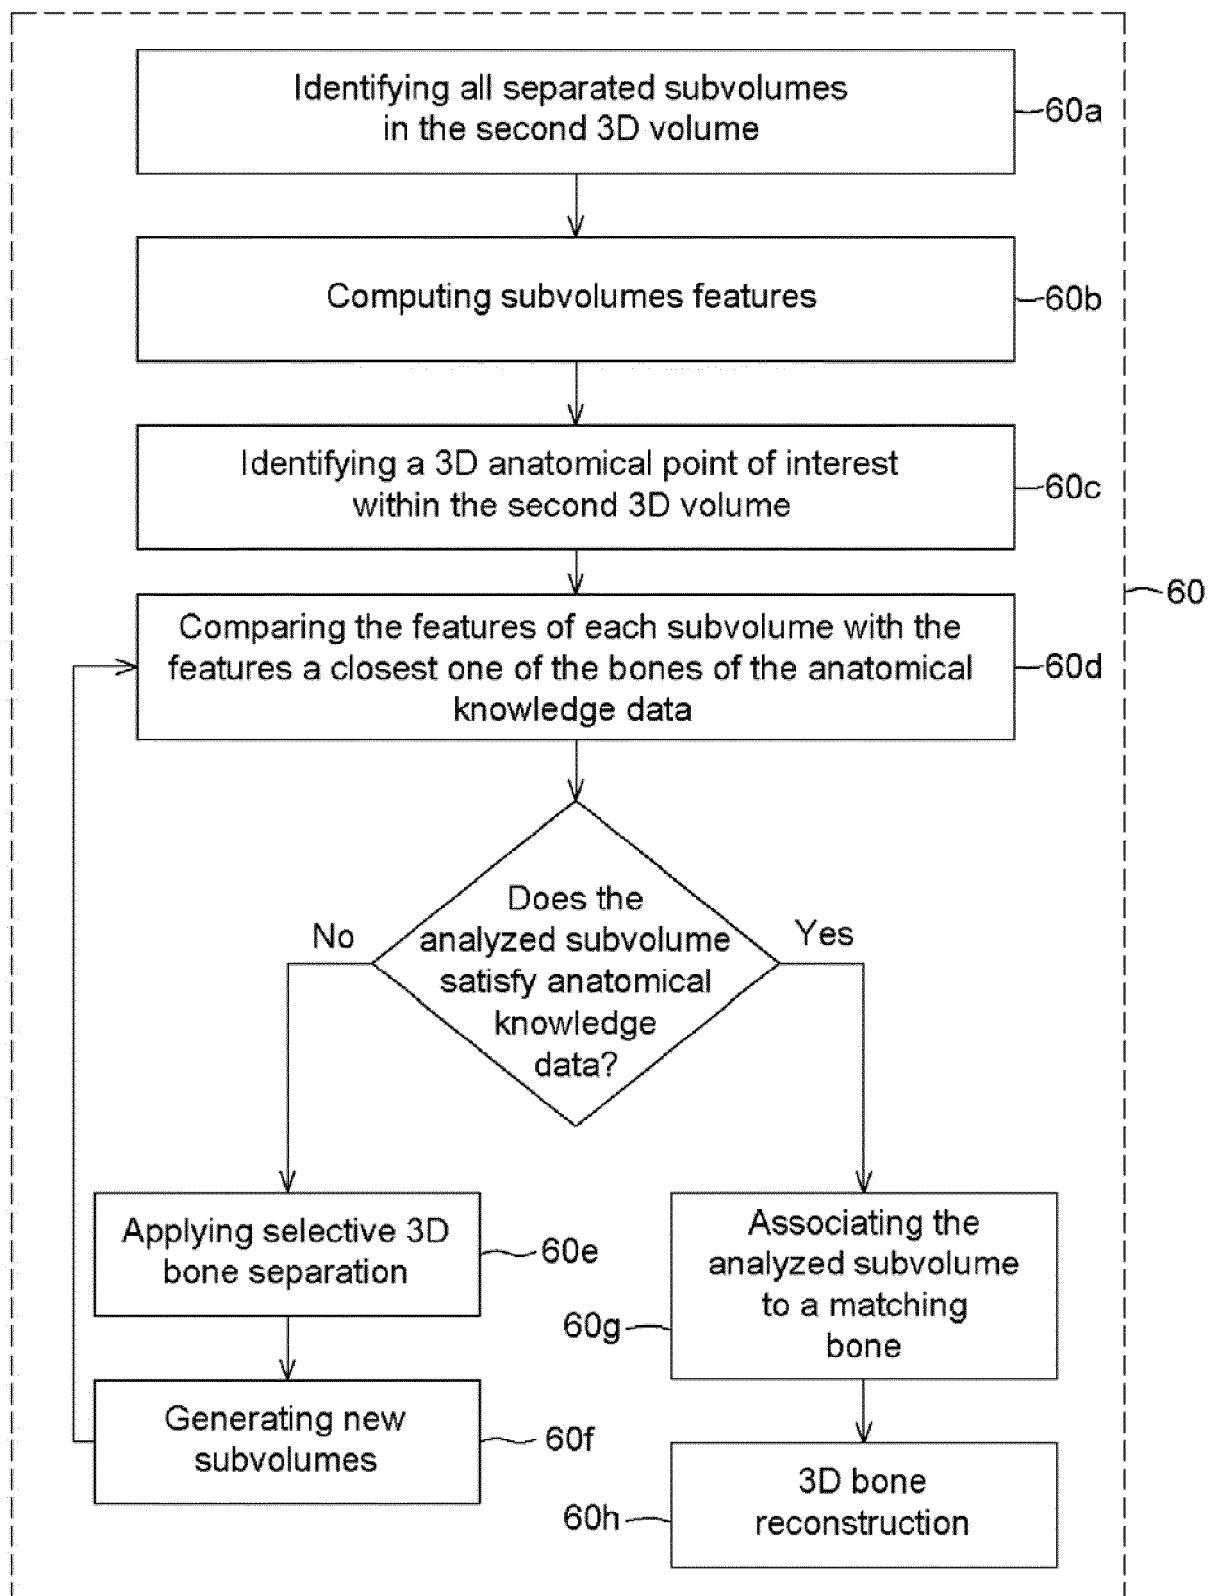 Identifying all separated subvolumes
in the second 3D volume
60a
Computing subvolumes features
60b
Identifying a 3D anatomical point of interest
within the second 3D volume
60c
60
Comparing the features of each subvolume with the
features a closest one of the bones of the anatomical
knowledge data
60d
Does the
analyzed subvolume
satisfy anatomical
knowledge
data?
No
Yes
Applying selective 3D
bone separation
60e
Associating the
analyzed subvolume
to a matching
bone
60g
Generating new
subvolumes
60f
3D bone
reconstruction
60h